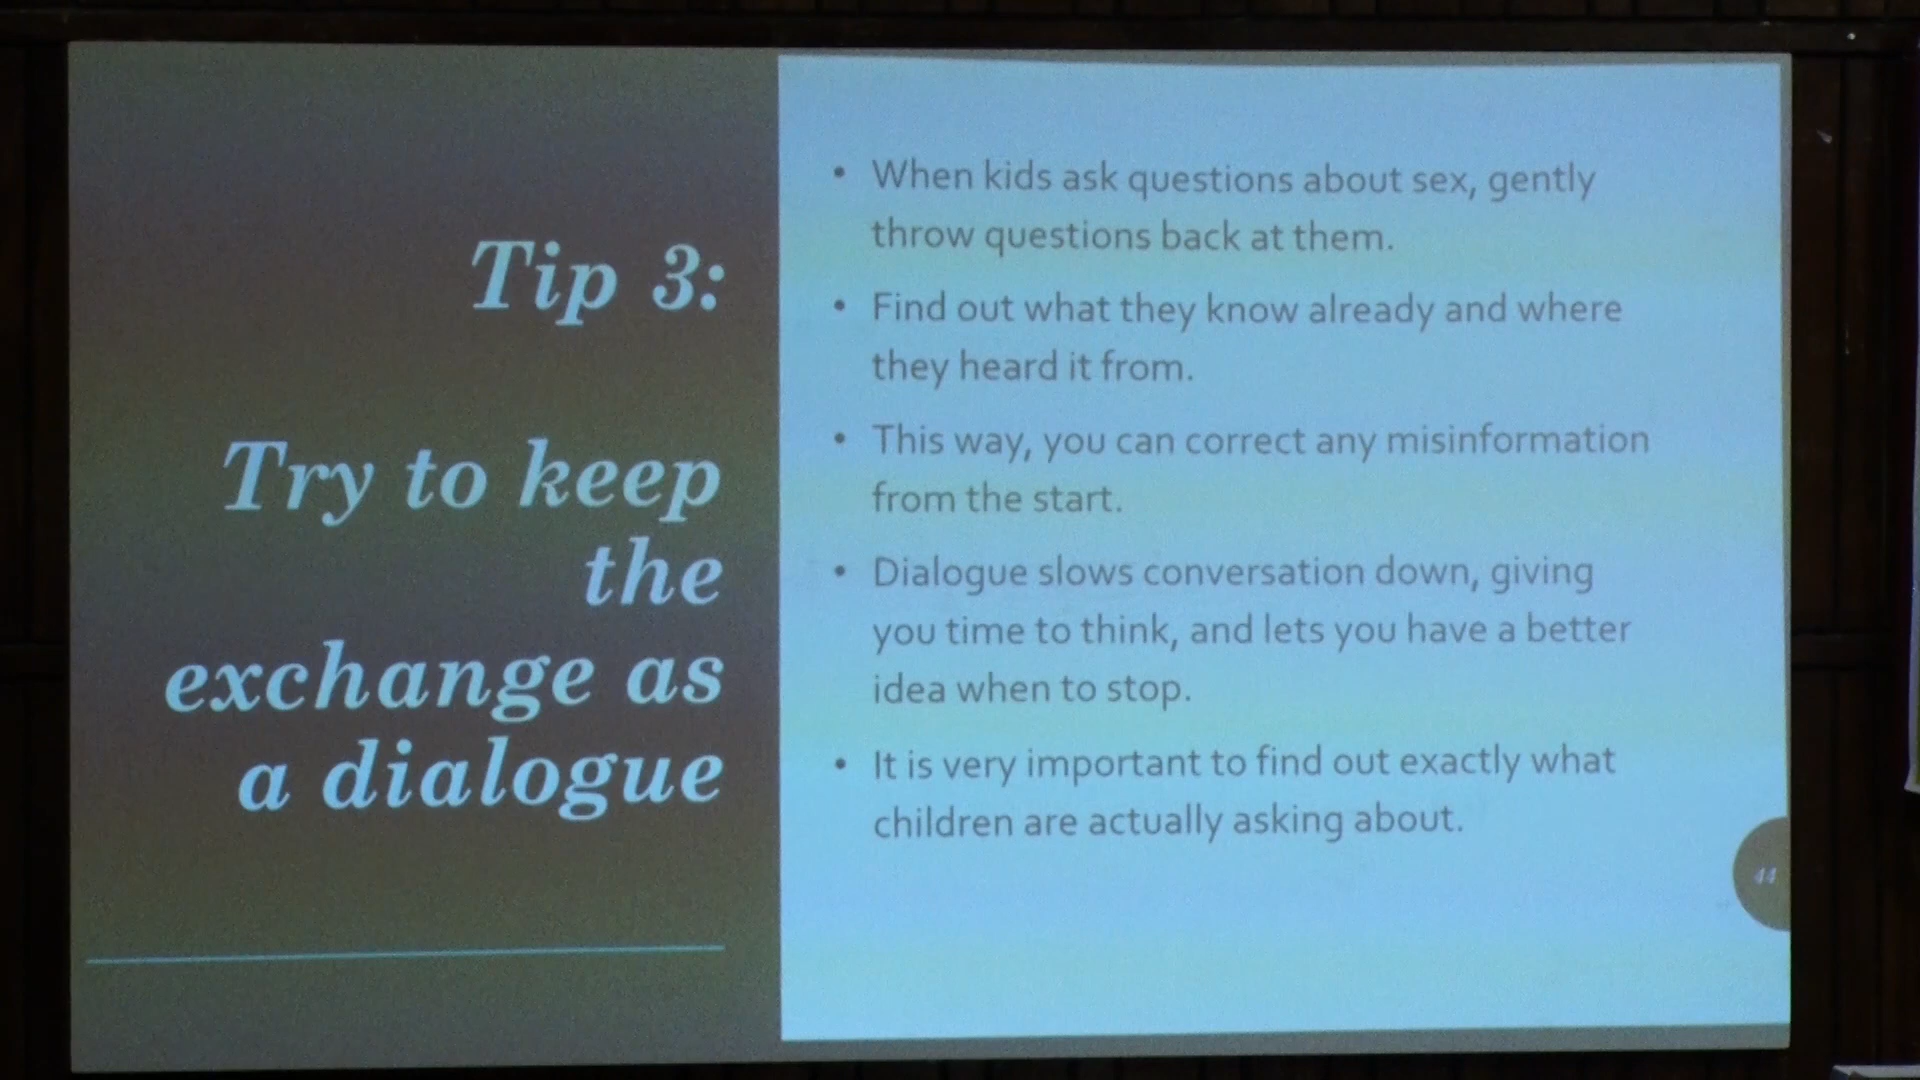 Tip 3:
Try to keep
the
exchange as
a dialogue
• When kids ask questions about sex, gently
throw questions back at them.
• Find out what they know already and where
they heard it from.
• This way, you can correct any misinformation
from the start.
• Dialogue slows conversation down, giving
you time to think, and lets you have a better
idea when to stop.
• It is very important to find out exactly what
children are actually asking about.
44